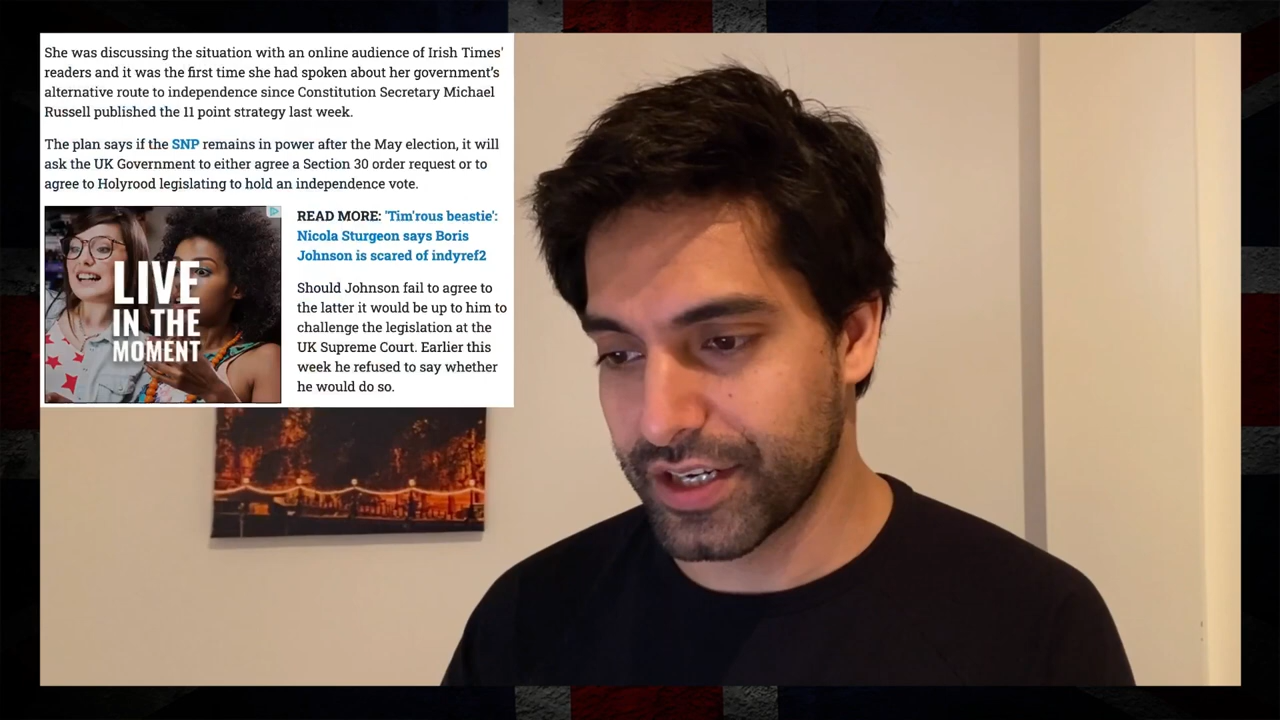 She was discussing the situation with an online audience of Irish Times'
readers and it was the first time she had spoken about her government's
alternative route to independence since Constitution Secretary Michael
Russell published the 11 point strategy last week.
The plan says if the SNP remains in power after the May election, it will
ask the UK Government to either agree a Section 30 order request or to
agree to Holyrood legislating to hold an independence vote.
LIVE
IN THE
MOMENT
READ MORE: 'Tim'rous beastie':
Nicola Sturgeon says Boris
Johnson is scared of indyref2
Should Johnson fail to agree to
the latter it would be up to him to
challenge the legislation at the
UK Supreme Court. Earlier this
week he refused to say whether
he would do so.